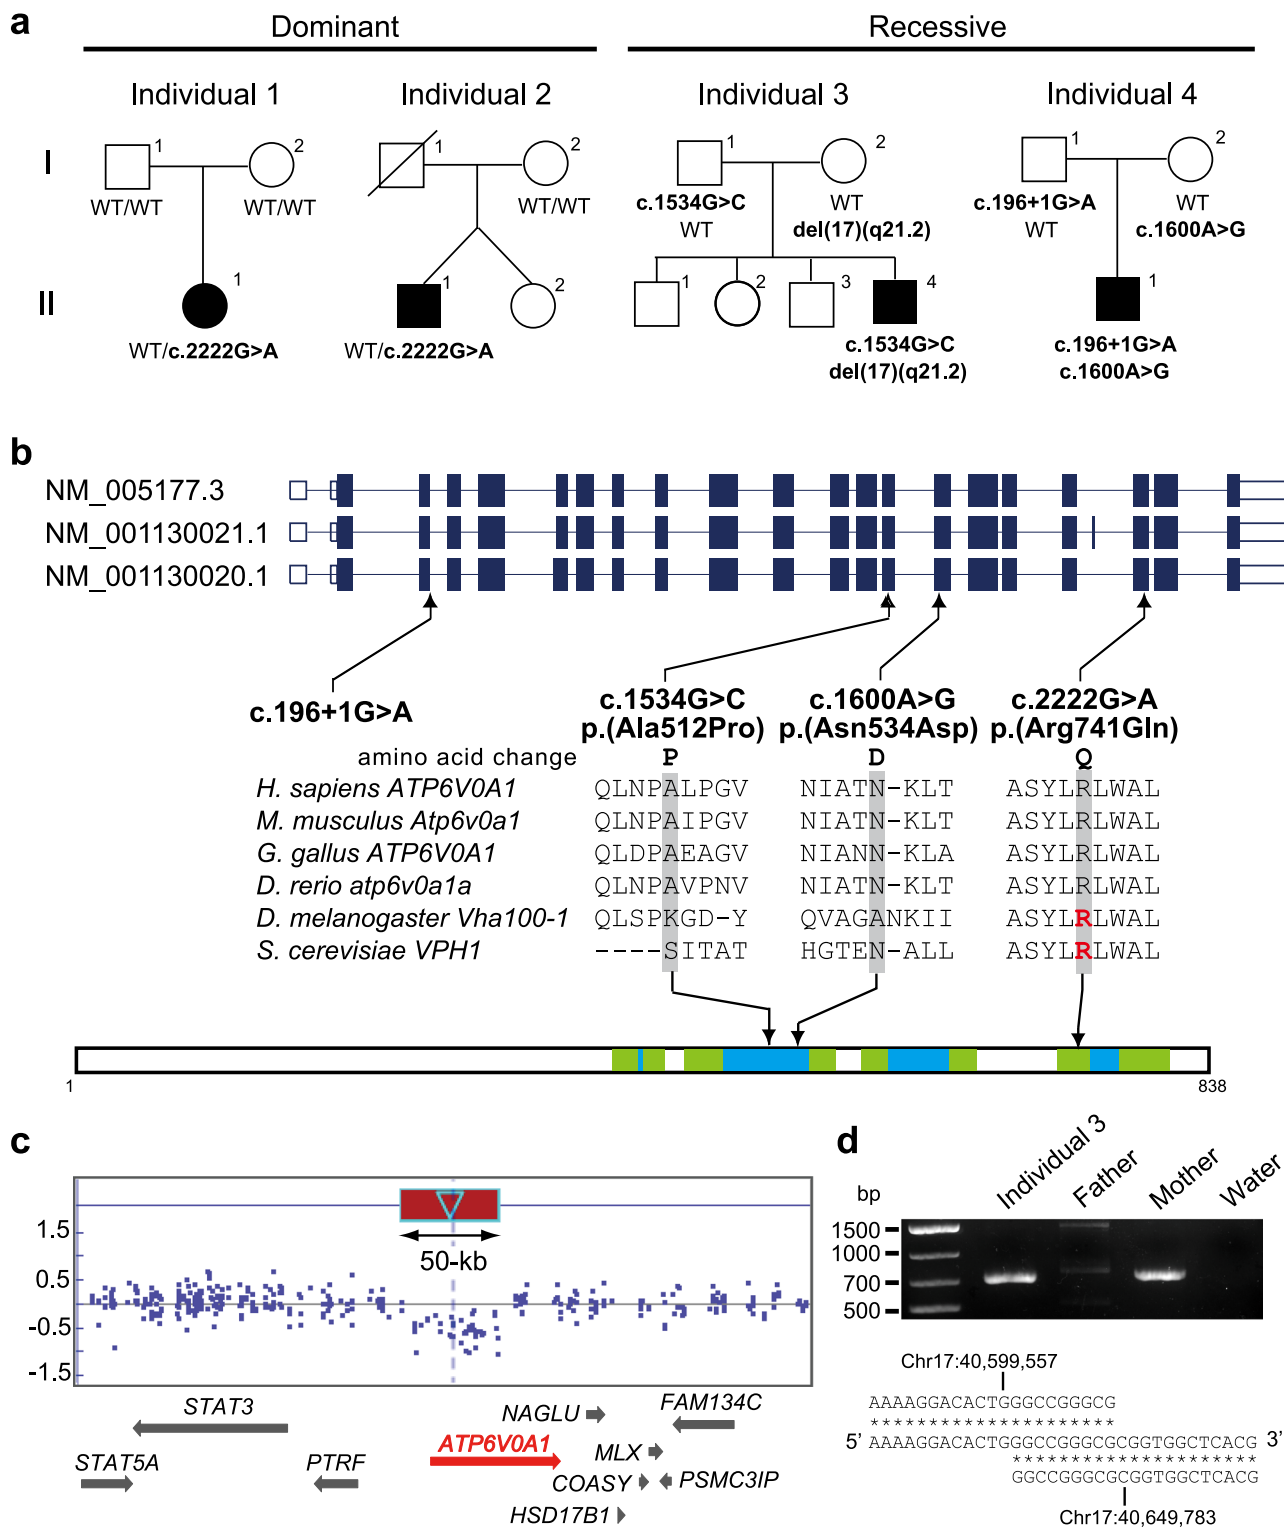 a
Dominant
Recessive
Individual 1
Individual 2
Individual 3
Individual 4
I
1
2
1
2
1
2
1
2
WT/WT
WT/WT
WT/WT
c.1534G>C
WT
WT
del(17)(q21.2)
c.196+1G>A
WT
WT
c.1600A>G
II
1
1
2
1
2
3
4
1
WT/c.2222G>A
WT/c.2222G>A
c.1534G>C
del(17)(q21.2)
c.196+1G>A
c.1600A>G
b
NM_005177.3
NM_001130021.1
NM_001130020.1
c.196+1G>A
c.1534G>C
p.(Ala512Pro)
c.1600A>G
p.(Asn534Asp)
c.2222G>A
p.(Arg741Gln)
amino acid change P D Q
H. sapiens ATP6V0A1 QLNPALPGV NIATN-KLT ASYLRLWAL
M. musculus Atp6v0a1 QLNPAIPGV NIATN-KLT ASYLRLWAL
G. gallus ATP6V0A1 QLDPAEAGV NIANN-KLA ASYLRLWAL
D. rerio atp6v0a1a QLNPAVPNV NIATN-KLT ASYLRLWAL
D. melanogaster Vha100-1 QLSPKGD-Y QVAGANKII ASYLRLWAL
S. cerevisiae VPH1 ----SITAT HGTEN-ALL ASYLRLWAL
1
838
c
50-kb
1.5
0.5
-0.5
-1.5
STAT3
NAGLU
FAM134C
STAT5A
PTRF
ATP6V0A1
MLX
COASY
PSMC3IP
HSD17B1
d
bp
Individual 3
Father
Mother
Water
1500
1000
700
500
Chr17:40,599,557
AAAAGGACACTGGGCCGGGCG
*********************
5' AAAAGGACACTGGGCCGGGCGCGGTGGCTCACG 3'
*********************
GGCCGGGCGCGGTGGCTCACG
Chr17:40,649,783